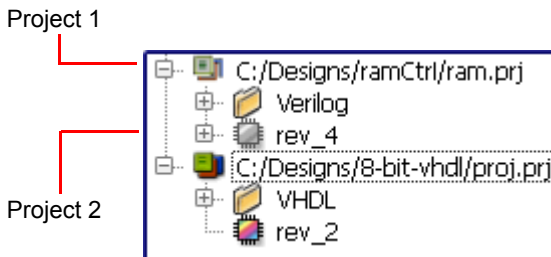 Project 1
C:/Designs/ramCtrl/ram.prj
Verilog
rev_4
C:/Designs/8-bit-vhdl/proj.prj
Project 2
VHDL
rev_2